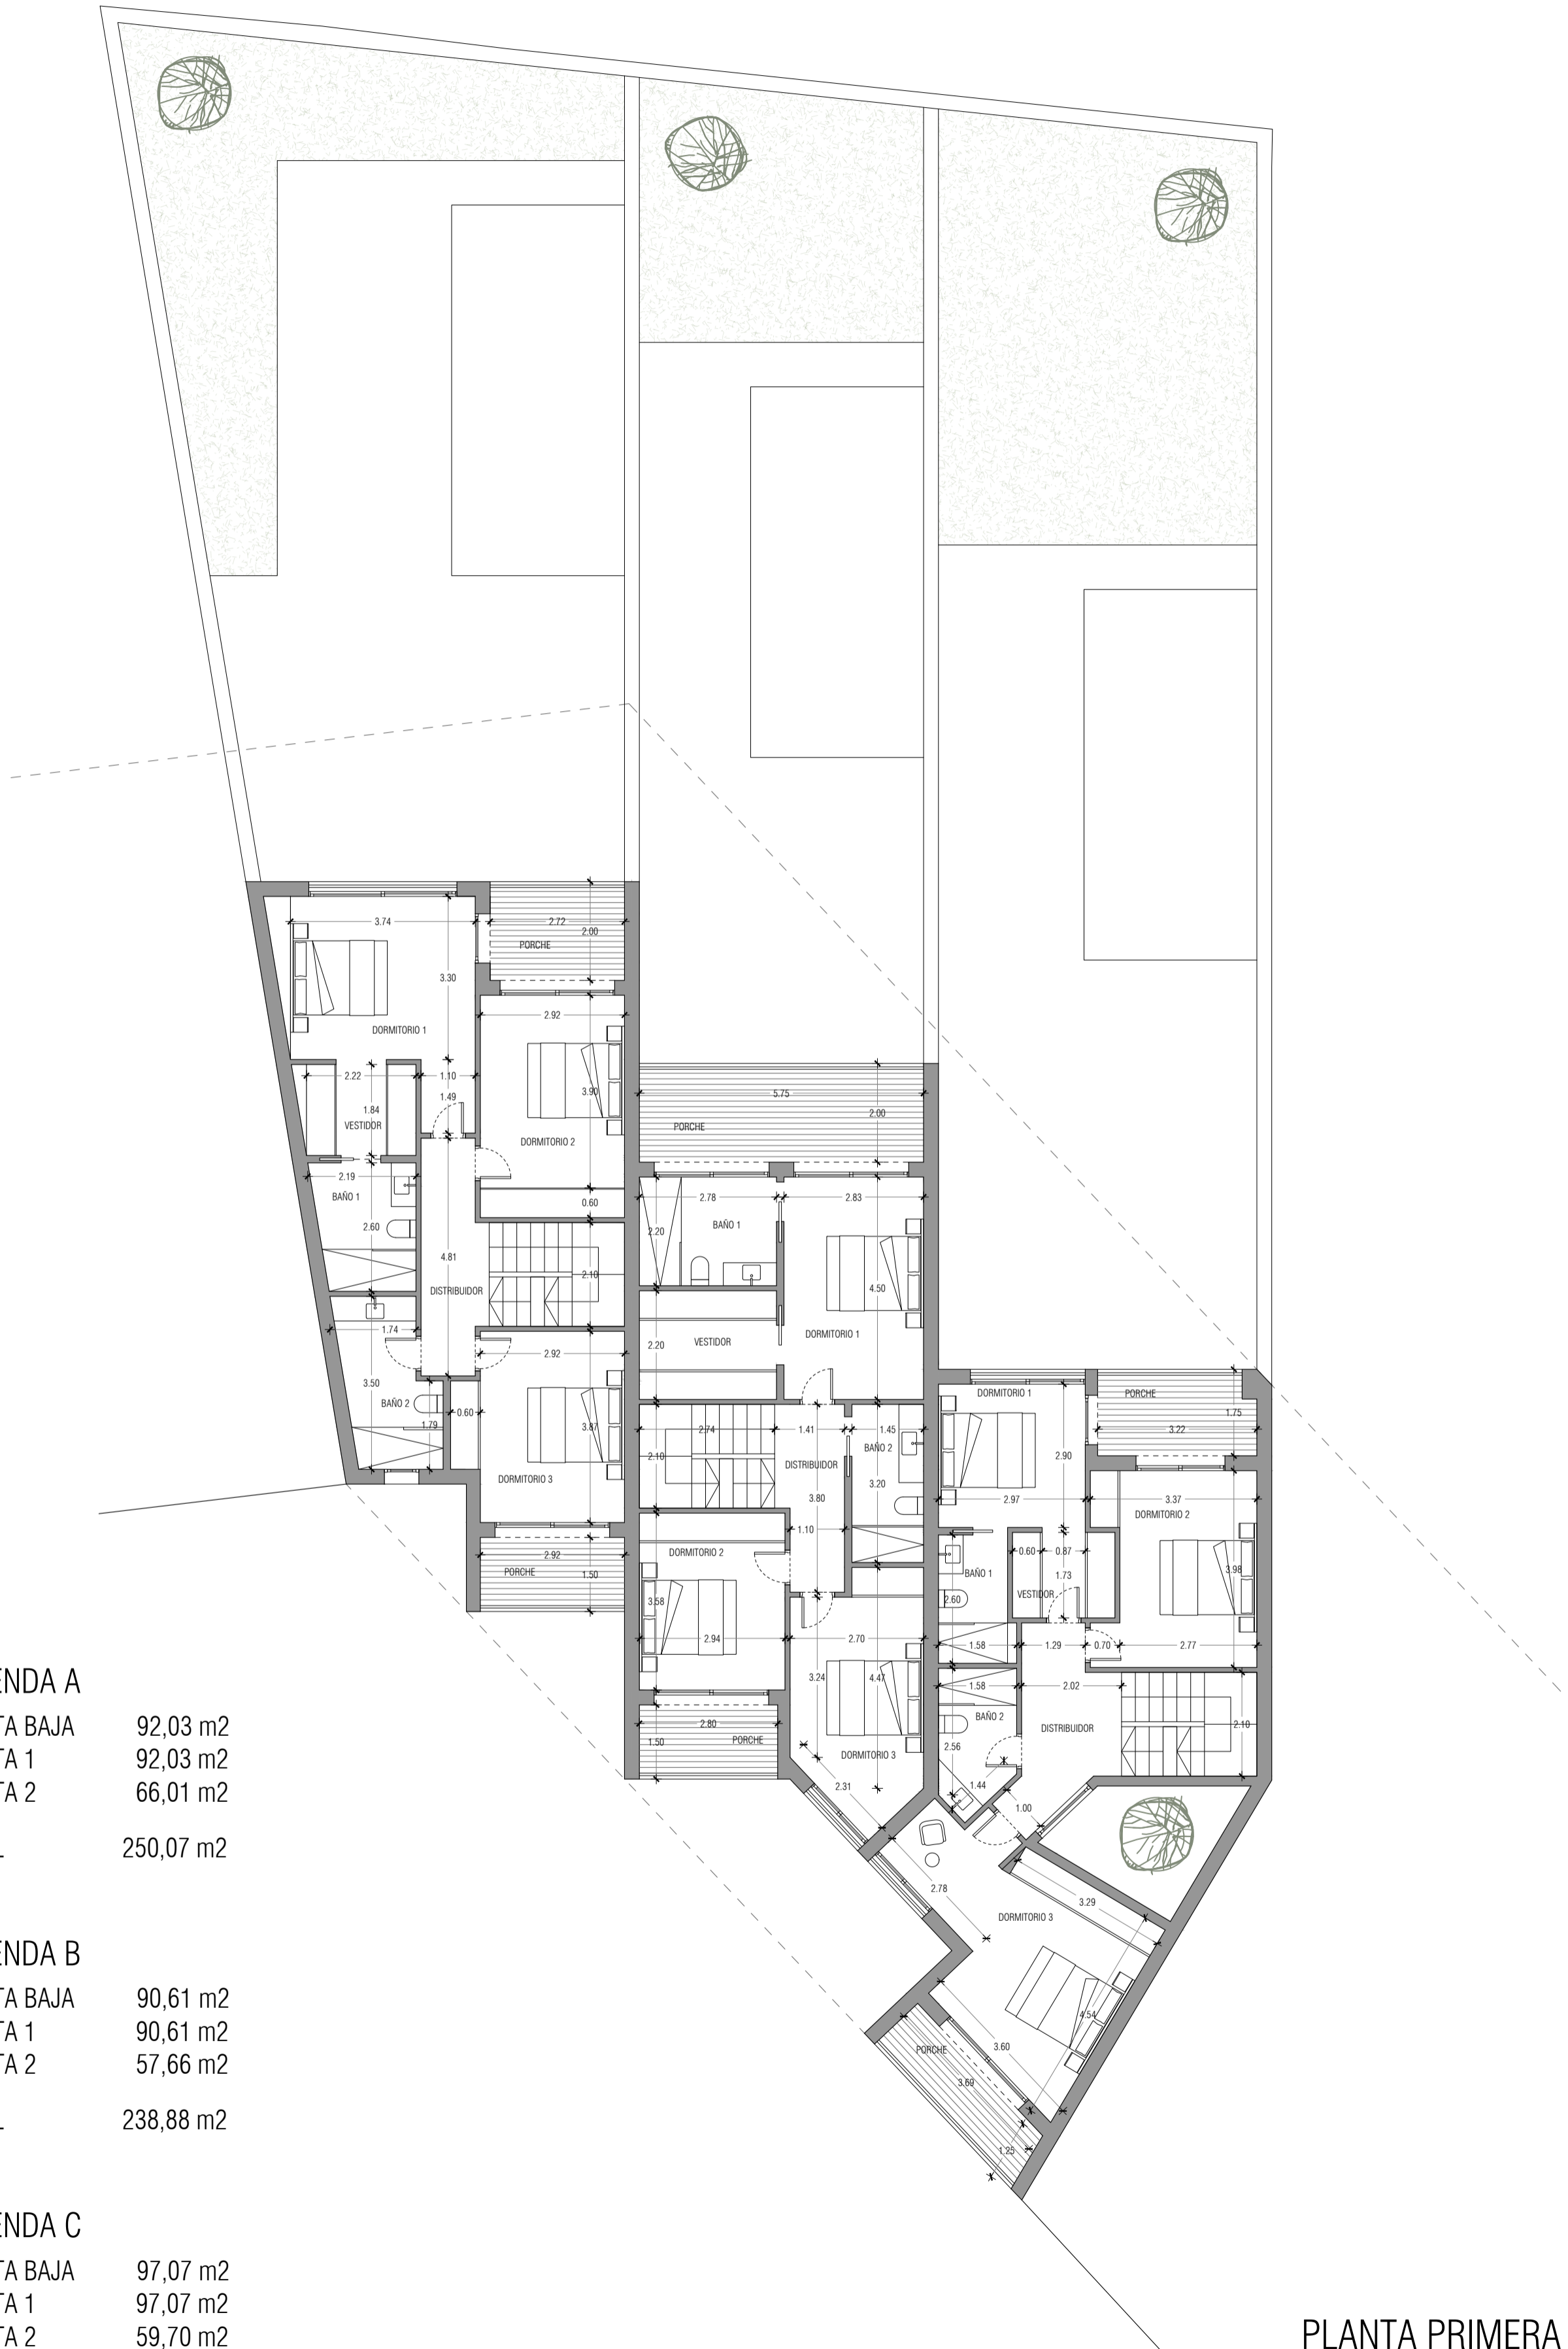 3.74
2.72
2.00
PORCHE
3.30
DORMITORIO 1
2.92
3.90
2.22
1.10
1.49
1.84
VESTIDOR
DORMITORIO 2
2.19
BAÑO 1
0.60
2.60
4.81
2.10
DISTRIBUIDOR
1.74
2.92
3.50
BAÑO 2
1.79
0.60
3.87
DORMITORIO 3
2.92
PORCHE
1.50
5.75
2.00
PORCHE
2.78
2.83
BAÑO 1
2.20
4.50
2.20
VESTIDOR
DORMITORIO 1
2.74
1.41
1.45
BAÑO 2
2.10
DISTRIBUIDOR
3.20
3.80
1.10
DORMITORIO 2
3.58
2.94
2.70
3.24
4.47
2.80
PORCHE
1.50
DORMITORIO 3
2.31
DORMITORIO 1
PORCHE
1.75
3.22
2.90
2.97
3.37
DORMITORIO 2
0.60
0.87
BAÑO 1
1.73
3.98
VESTIDOR
2.60
1.58
1.29
0.70
2.77
1.58
2.02
BAÑO 2
DISTRIBUIDOR
2.10
2.56
1.44
1.00
2.78
3.29
DORMITORIO 3
4.54
3.60
PORCHE
3.69
1.25
ENDA A
TA BAJA 92,03 m2
TA 1 92,03 m2
TA 2 66,01 m2
L 250,07 m2
ENDA B
TA BAJA 90,61 m2
TA 1 90,61 m2
TA 2 57,66 m2
L 238,88 m2
ENDA C
TA BAJA 97,07 m2
TA 1 97,07 m2
TA 2 59,70 m2
PLANTA PRIMERA